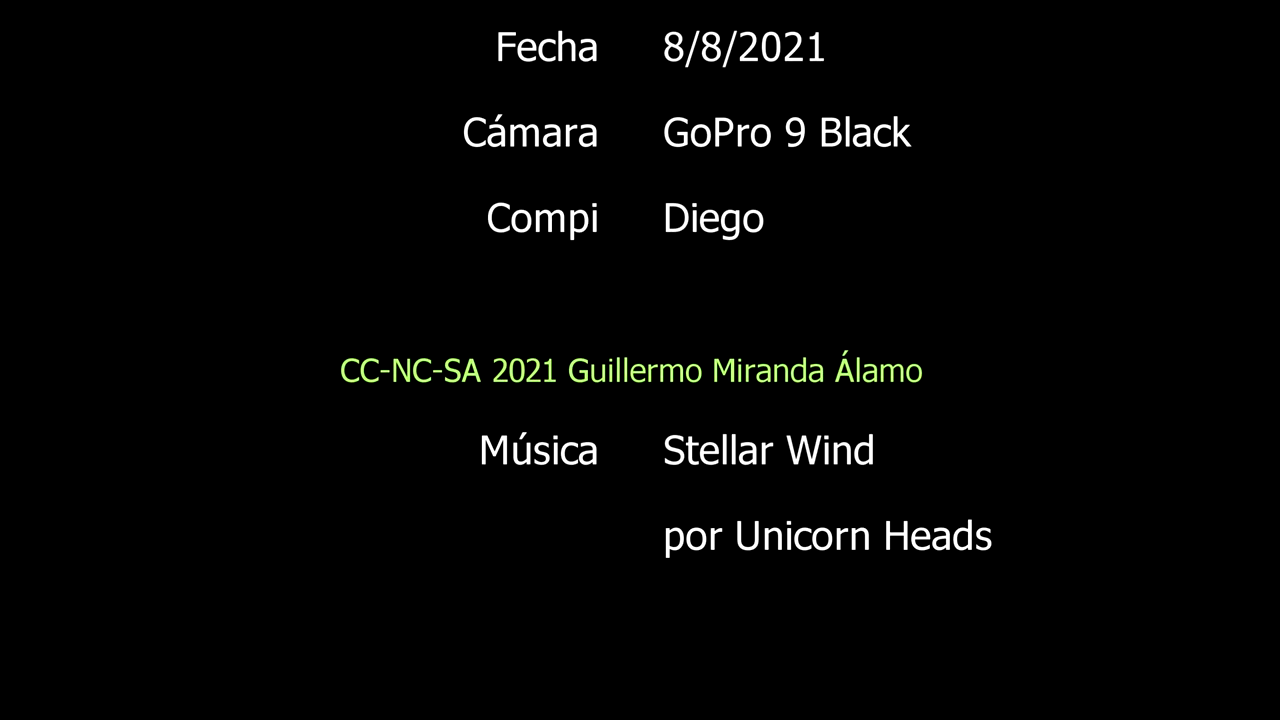 Fecha 8/8/2021
Cámara GoPro 9 Black
Compi Diego
CC-NC-SA 2021 Guillermo Miranda Álamo
Música Stellar Wind
por Unicorn Heads